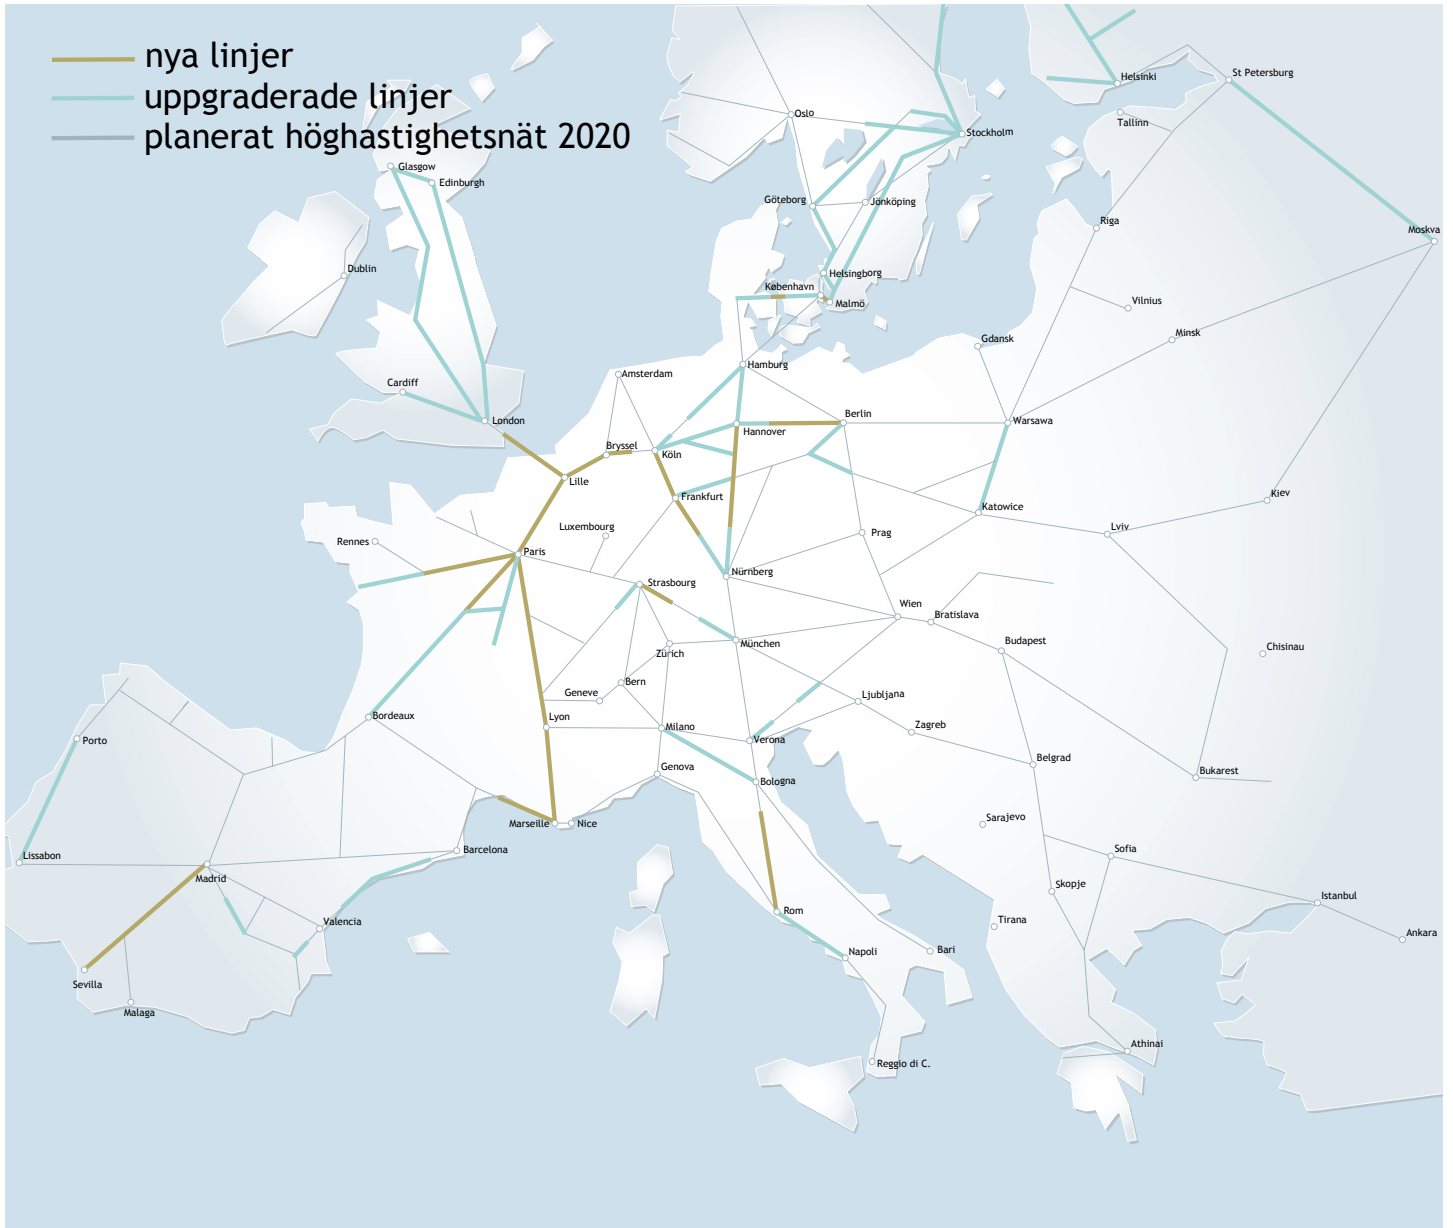 nya linjer
uppgraderade linjer
planerat höghastighetsnät 2020
Helsinki
St Petersburg
Tallinn
Oslo
Stockholm
Glasgow
Edinburgh
Göteborg
Jönköping
Riga
Moskva
Dublin
Helsingborg
København
Malmö
Vilnius
Minsk
Gdansk
Hamburg
Amsterdam
Cardiff
London
Berlin
Warsawa
Hannover
Bryssel
Köln
Lille
Frankfurt
Kiev
Katowice
Luxembourg
Lviv
Rennes
Prag
Paris
Nürnberg
Strasbourg
Wien
Bratislava
München
Zürich
Budapest
Chisinau
Bern
Geneve
Ljubljana
Bordeaux
Lyon
Milano
Zagreb
Porto
Verona
Belgrad
Genova
Bukarest
Bologna
Marseille
Nice
Sarajevo
Barcelona
Lissabon
Sofia
Madrid
Skopje
Istanbul
Rom
Valencia
Tirana
Ankara
Napoli
Bari
Sevilla
Malaga
Athinai
Reggio di C.